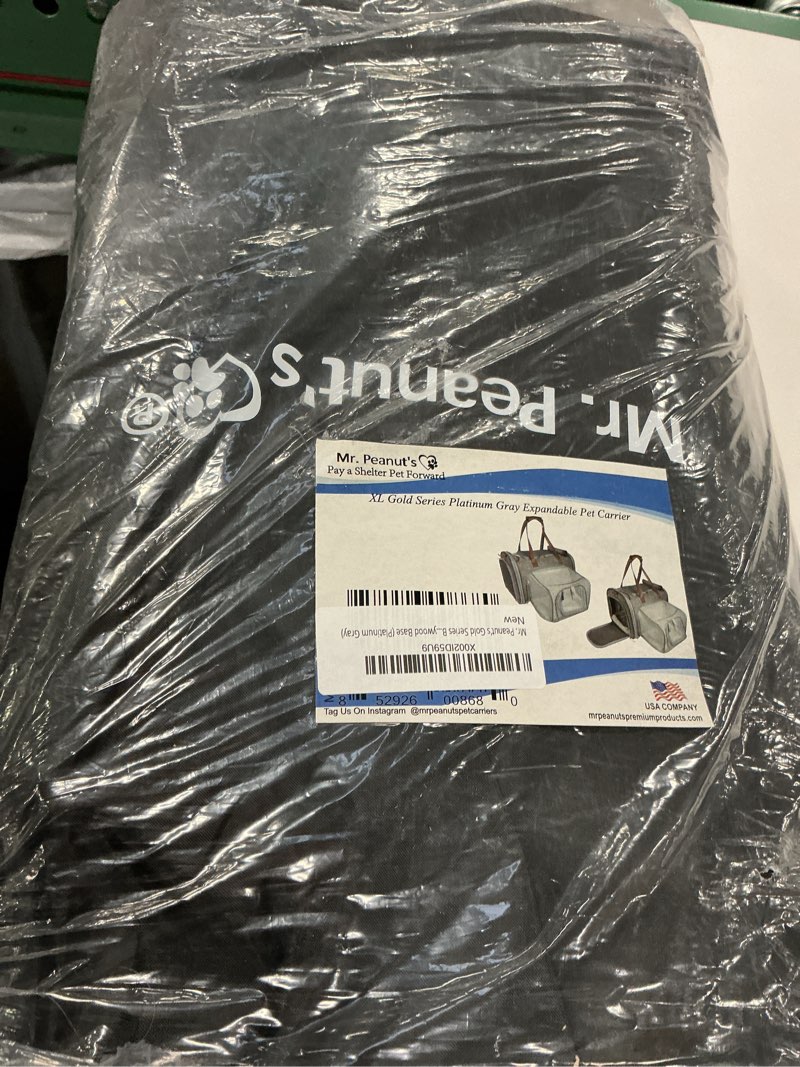 Mr. Peanut's ®
Mr. Peanut's
Pay a Shelter Pet Forward
XL Gold Series Platinum Gray Expandable Pet Carrier
X002ID59U9
Mr. Peanut's Gold Series B...ywood Base (Platinum Gray)
New
8 52926 00868 0
Tag Us On Instagram @mrpeanutspetcarriers
USA COMPANY
mrpeanutspremiumproducts.com